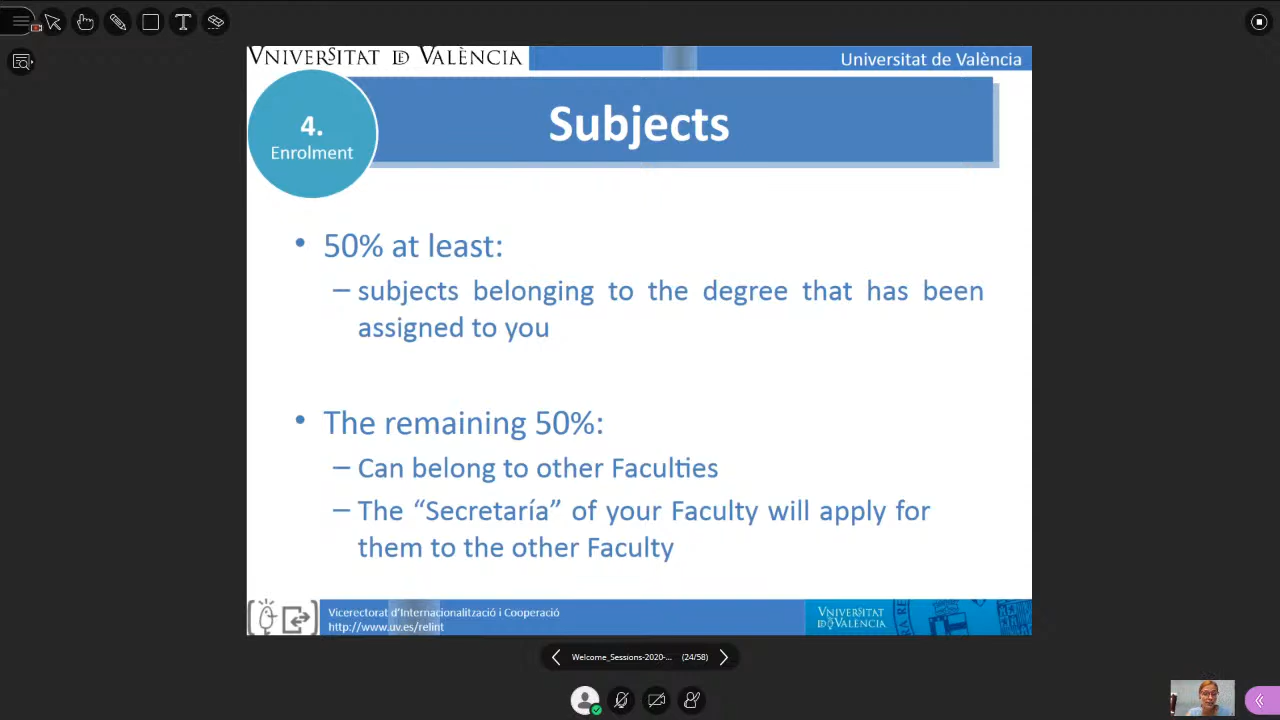 VNIVERSITAT DE VALÈNCIA
Universitat de València
4.
Enrolment
Subjects
• 50% at least:
– subjects belonging to the degree that has been
assigned to you
• The remaining 50%:
– Can belong to other Faculties
– The “Secretaría” of your Faculty will apply for
them to the other Faculty
Vicerectorat d'Internacionalització i Cooperació
http://www.uv.es/relint
VNIVERSITAT
DE VALÈNCIA
Welcome_Sessions-2020-... (24/58)